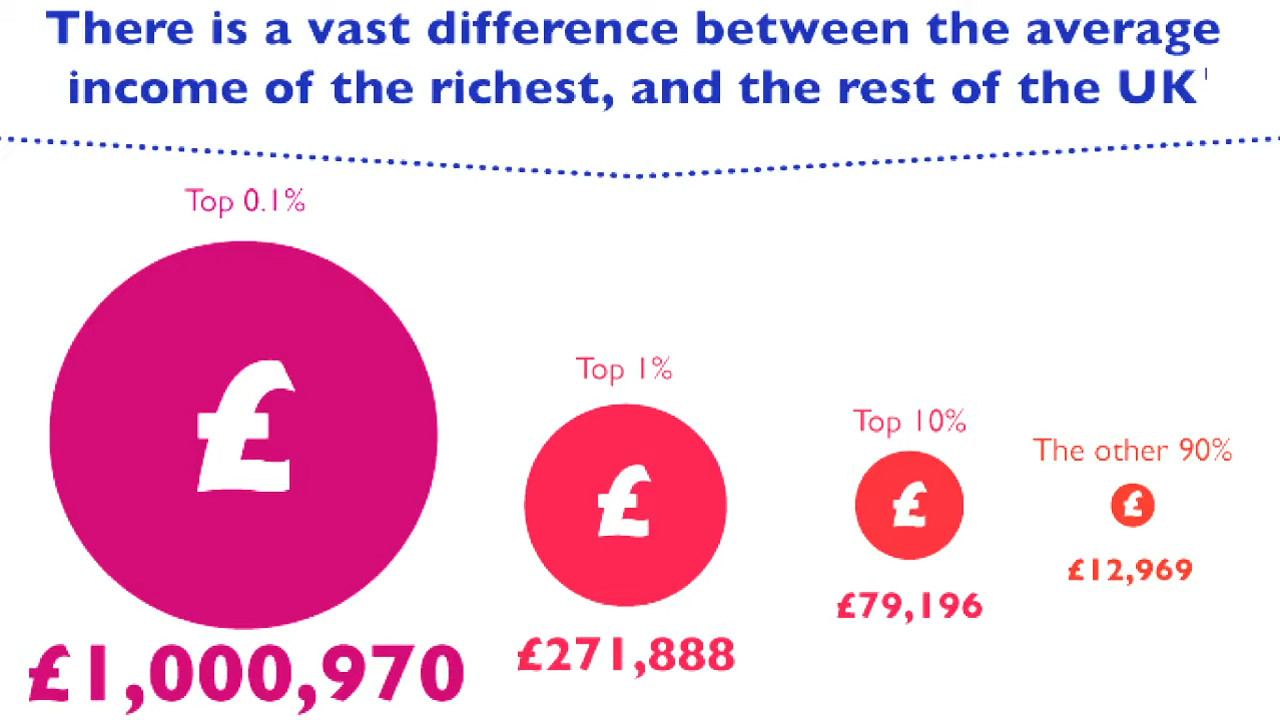 There is a vast difference between the average
income of the richest, and the rest of the UK¹
Top 0.1%
£
£1,000,970
Top 1%
£
£271,888
Top 10%
£
£79,196
The other 90%
£
£12,969